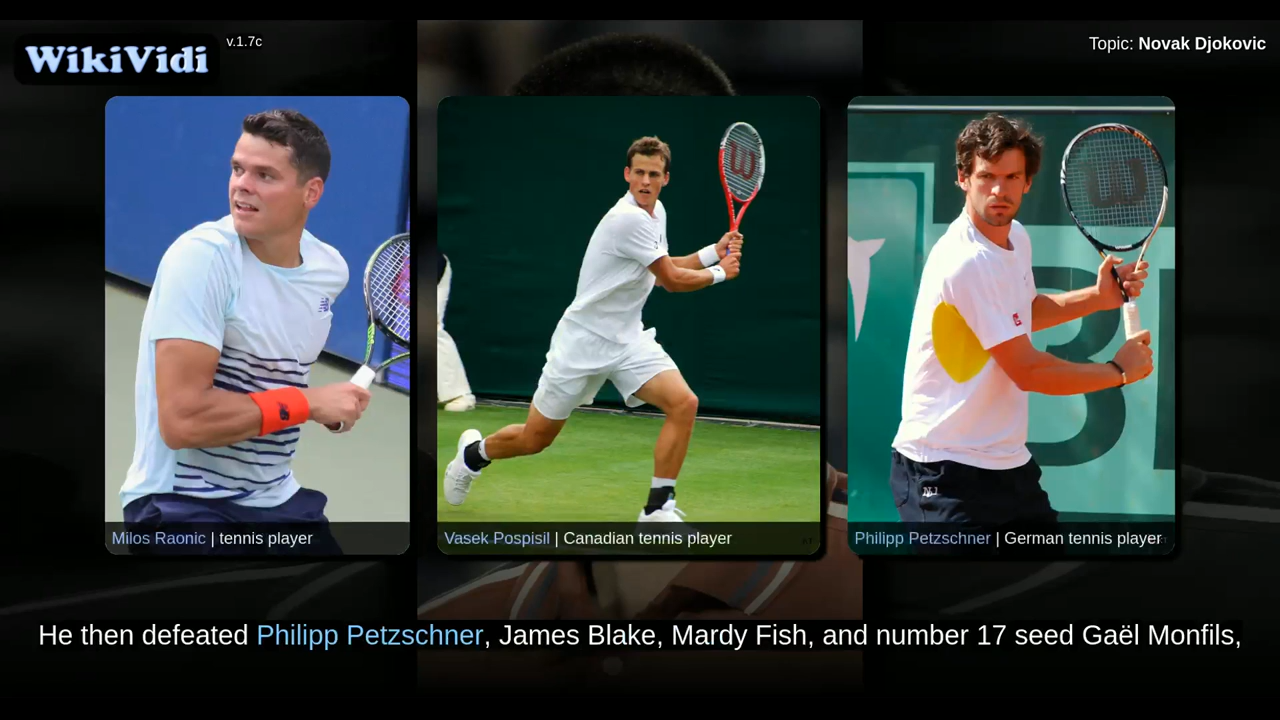 WikiVidi v.1.7c
Topic: Novak Djokovic
Milos Raonic | tennis player
Vasek Pospisil | Canadian tennis player
Philipp Petzschner | German tennis player
He then defeated Philipp Petzschner, James Blake, Mardy Fish, and number 17 seed Gaël Monfils,